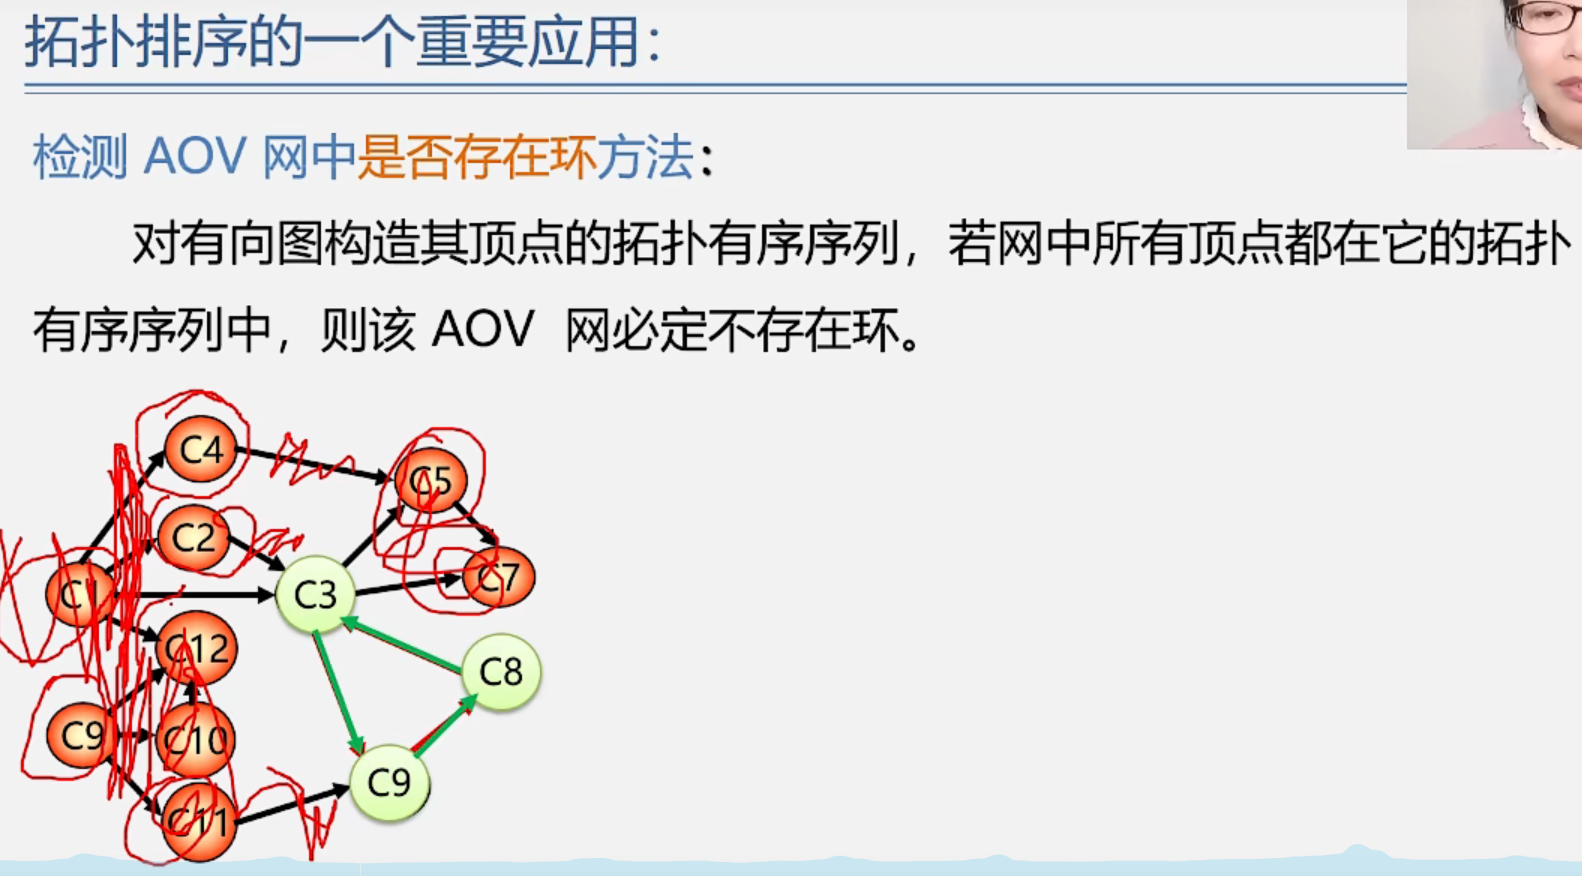 拓扑排序的一个重要应用：
检测 AOV 网中是否存在环方法：
对有向图构造其顶点的拓扑有序序列，若网中所有顶点都在它的拓扑
有序序列中，则该 AOV 网必定不存在环。
C4
C5
C2
C7
C1
C3
C12
C8
C9
C10
C9
C11